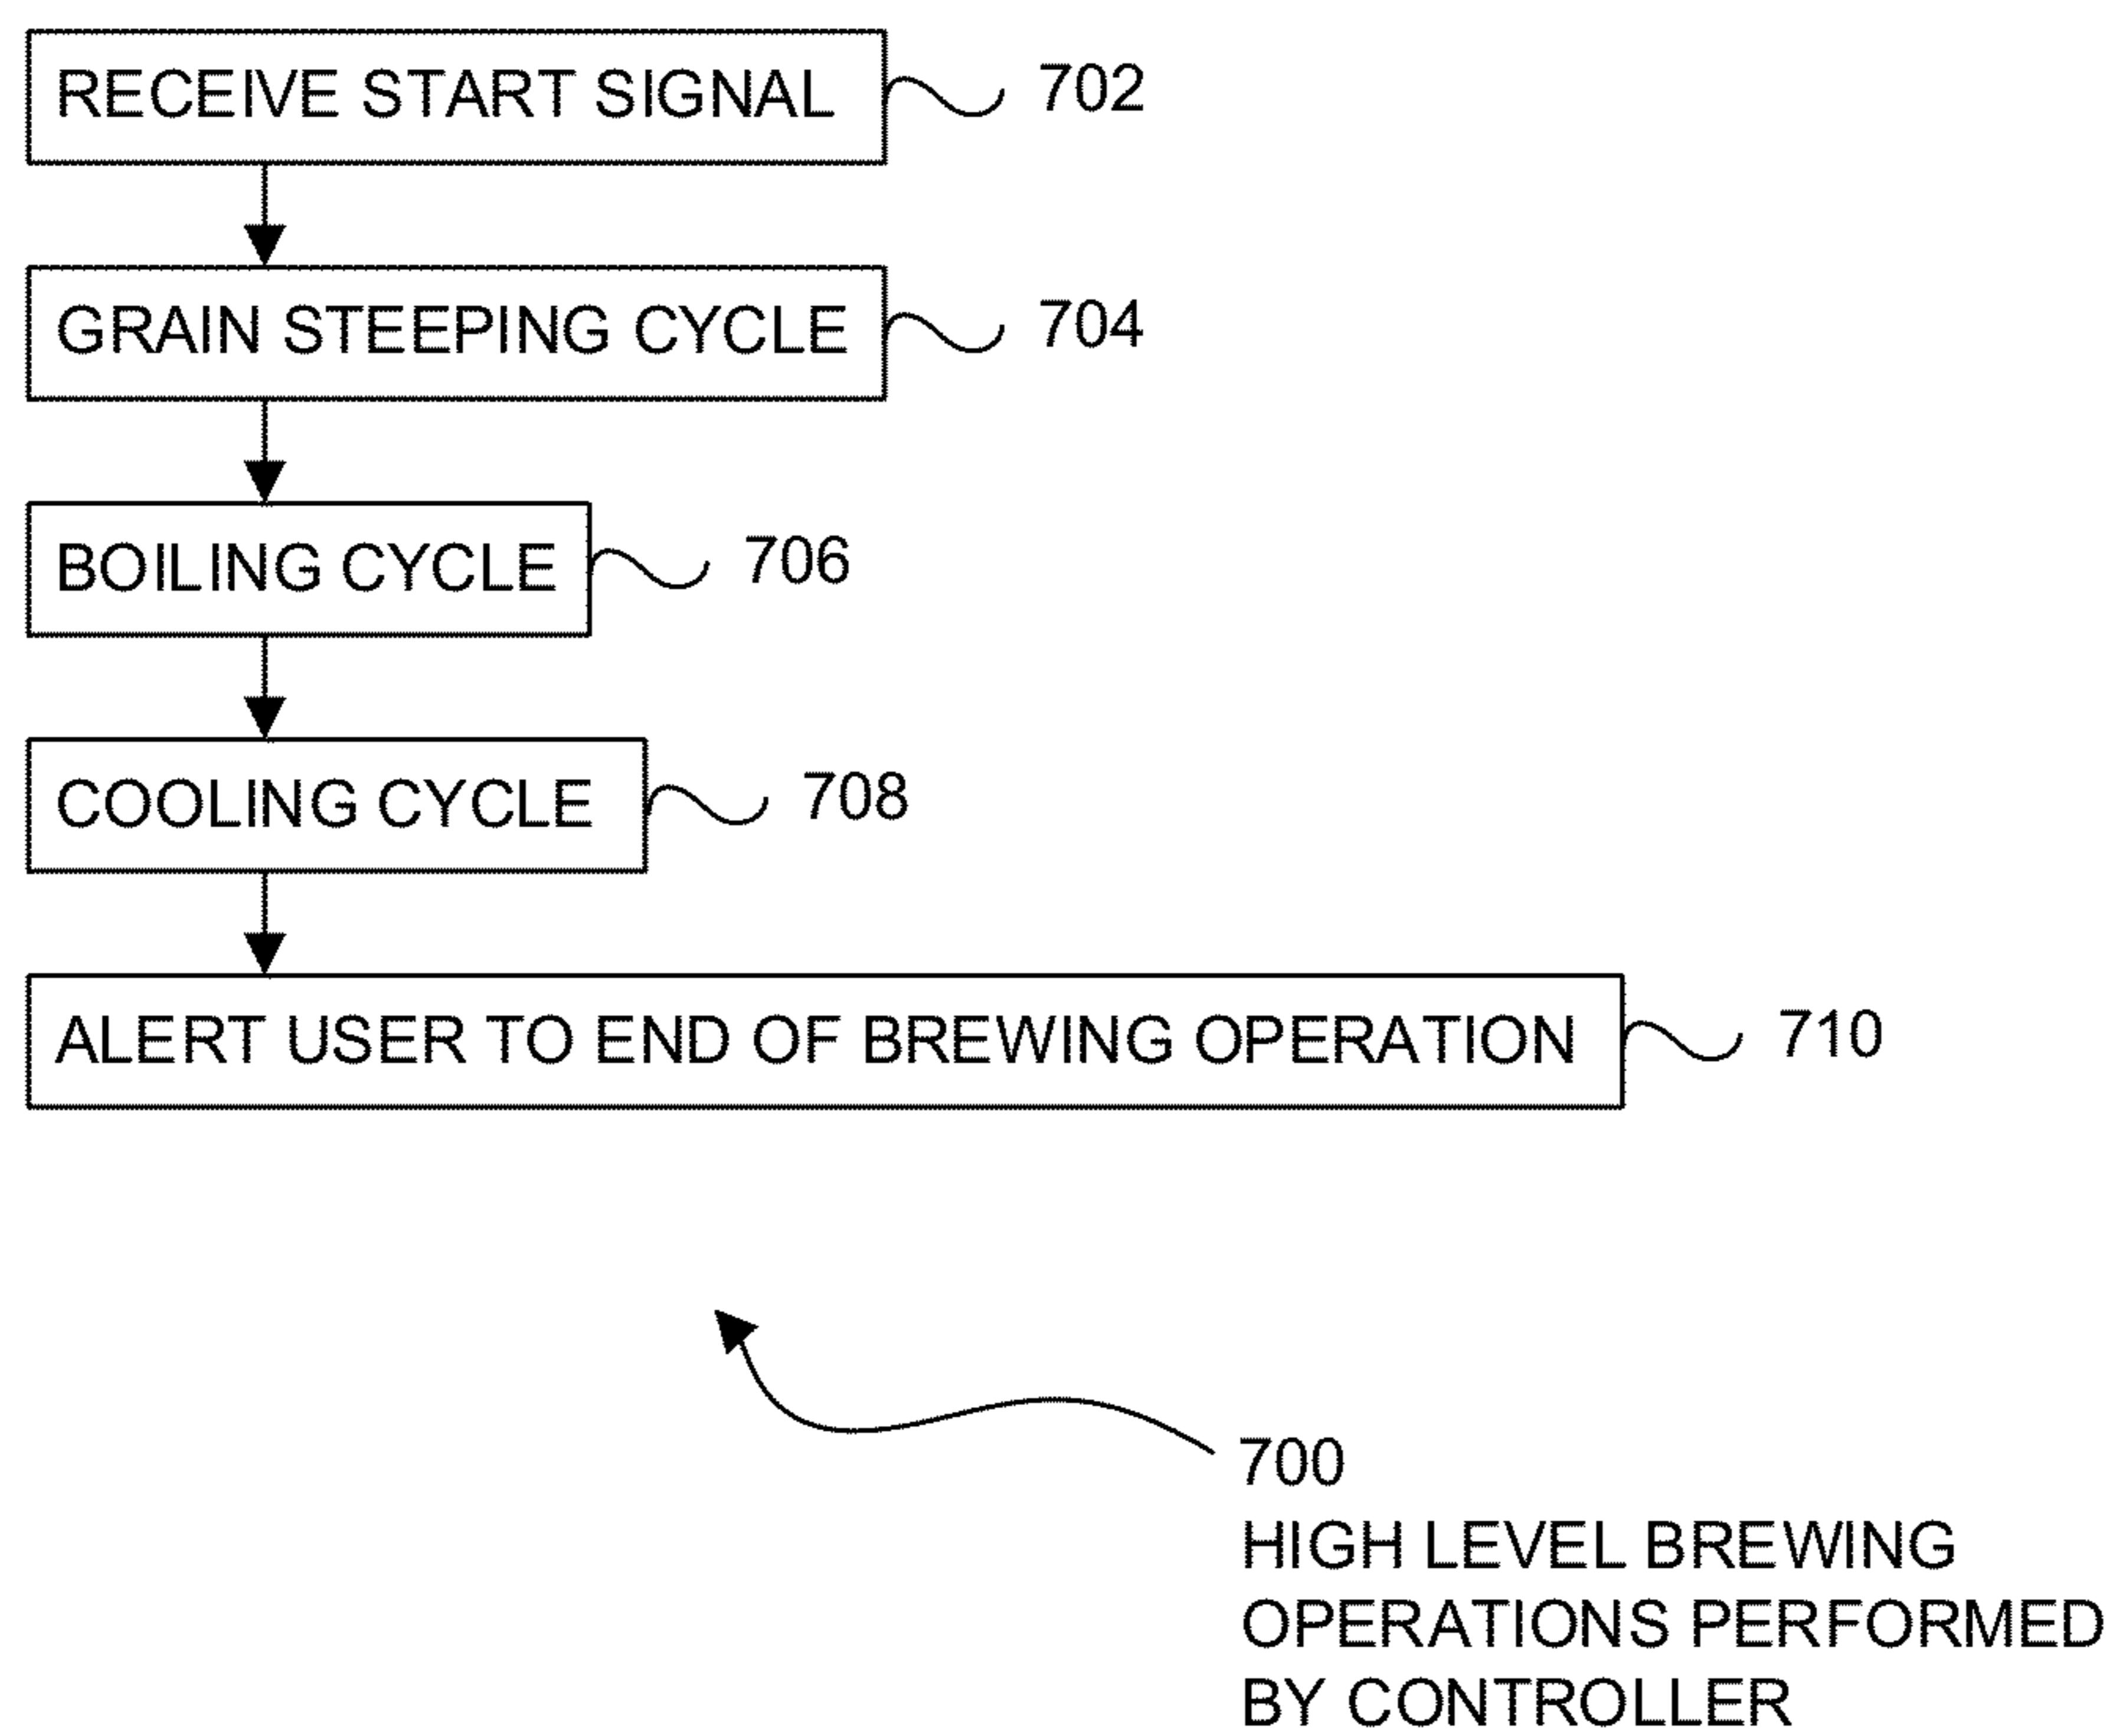 RECEIVE START SIGNAL 702
GRAIN STEEPING CYCLE 704
BOILING CYCLE 706
COOLING CYCLE 708
ALERT USER TO END OF BREWING OPERATION 710
700
HIGH LEVEL BREWING
OPERATIONS PERFORMED
BY CONTROLLER